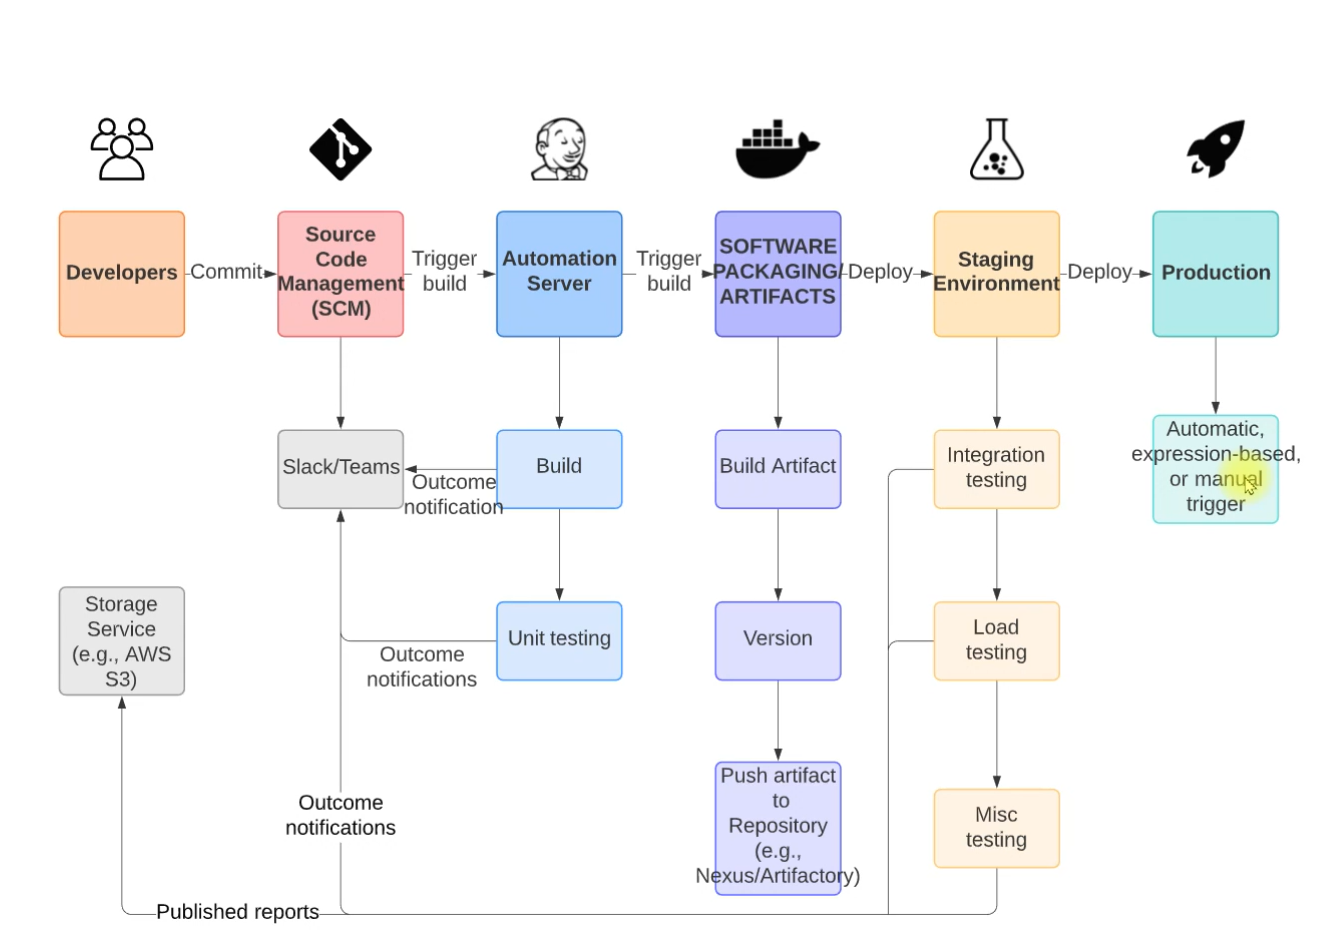 Developers
Commit
Source
Code
Management
(SCM)
Trigger
build
Automation
Server
Trigger
build
SOFTWARE
PACKAGING/
ARTIFACTS
Deploy
Staging
Environment
Deploy
Production
Slack/Teams
Outcome
notification
Build
Build Artifact
Integration
testing
Automatic,
expression-based,
or manual
trigger
Storage
Service
(e.g., AWS
S3)
Outcome
notifications
Unit testing
Version
Load
testing
Outcome
notifications
Push artifact
to
Repository
(e.g.,
Nexus/Artifactory)
Misc
testing
Published reports